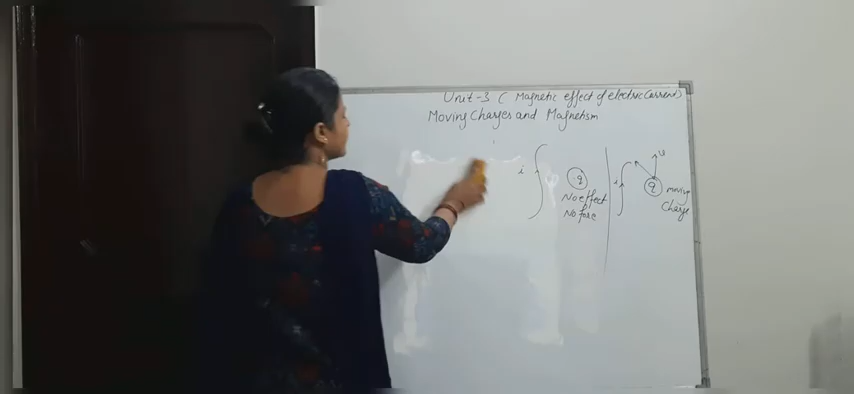 Unit-3 ( Magnetic effect of electric Current)
Moving Charges and Magnetism
i
q
No effect
No force
i
v
q
moving
Charge